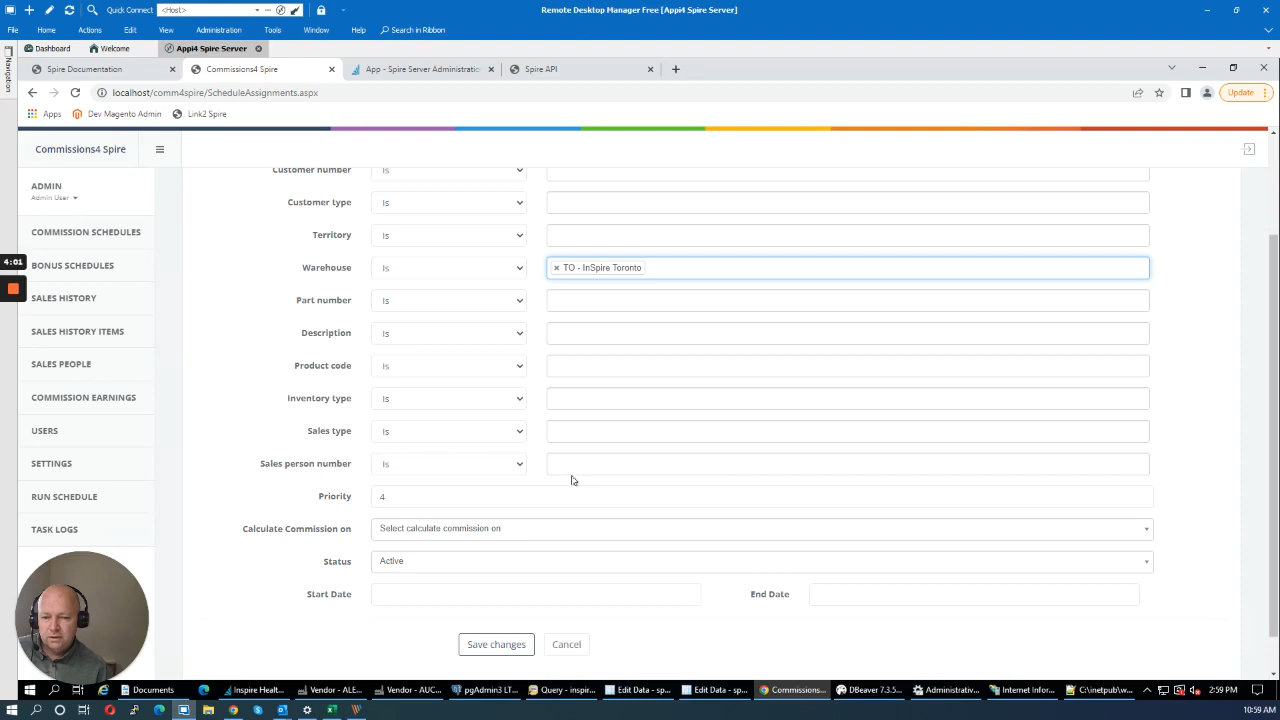 Quick Connect <Host>
Remote Desktop Manager Free [Appi4 Spire Server]
File Home Actions Edit View Administration Tools Window Help Search in Ribbon
Navigation
Dashboard Welcome Appi4 Spire Server
Spire Documentation Commissions4 Spire App - Spire Server Administratio Spire API
localhost/comm4spire/ScheduleAssignments.aspx Update
Apps Dev Magento Admin Link2 Spire
Commissions4 Spire
ADMIN
Admin User
COMMISSION SCHEDULES
BONUS SCHEDULES
SALES HISTORY
SALES HISTORY ITEMS
SALES PEOPLE
COMMISSION EARNINGS
USERS
SETTINGS
RUN SCHEDULE
TASK LOGS
4:01
Customer number Is
Customer type Is
Territory Is
Warehouse Is × TO - InSpire Toronto
Part number Is
Description Is
Product code Is
Inventory type Is
Sales type Is
Sales person number Is
Priority 4
Calculate Commission on Select calculate commission on
Status Active
Start Date End Date
Save changes Cancel
Documents Inspire Healt... Vendor - ALE... Vendor - AUC... pgAdmin3 LT... Query - inspir... Edit Data - sp... Edit Data - sp... Commissions... DBeaver 7.3.5... Administrativ... Internet Infor... C:\inetpub\w... 2:59 PM
10:59 AM